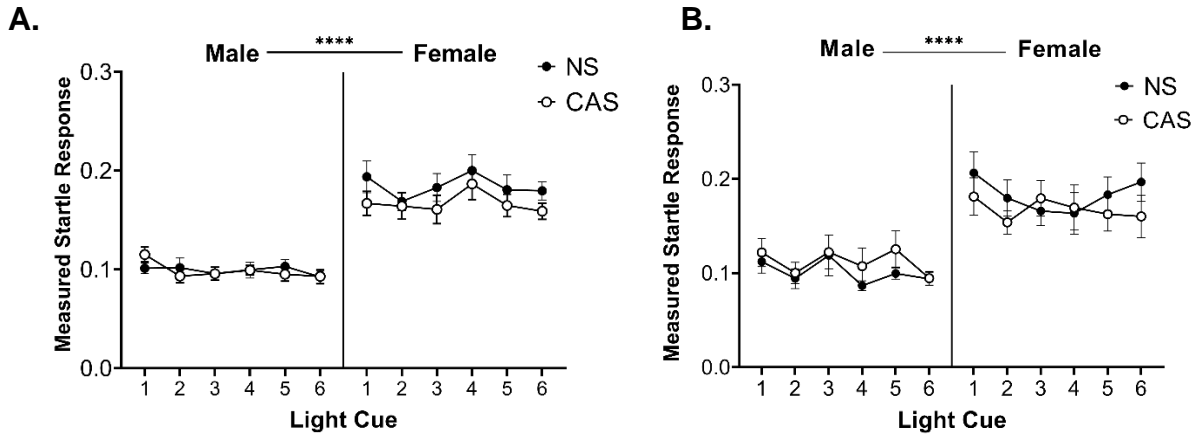 A.
Male **** Female
NS
CAS
Measured Startle Response
0.3
0.2
0.1
0.0
1 2 3 4 5 6 1 2 3 4 5 6
Light Cue
B.
Male **** Female
NS
CAS
Measured Startle Response
0.3
0.2
0.1
0.0
1 2 3 4 5 6 1 2 3 4 5 6
Light Cue